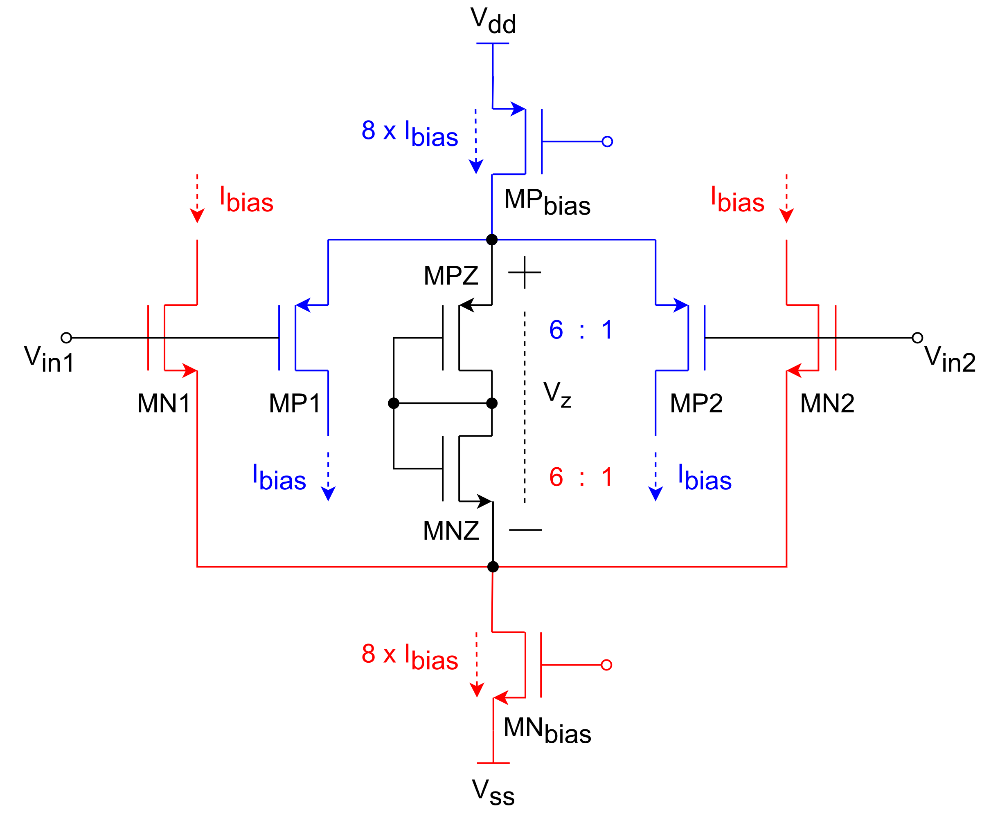 Vdd
8 x Ibias
Ibias
Ibias
MPbias
MPZ
6 : 1
Vin1
Vin2
MN1
MP1
Vz
MP2
MN2
Ibias
6 : 1
Ibias
MNZ
8 x Ibias
MNbias
Vss